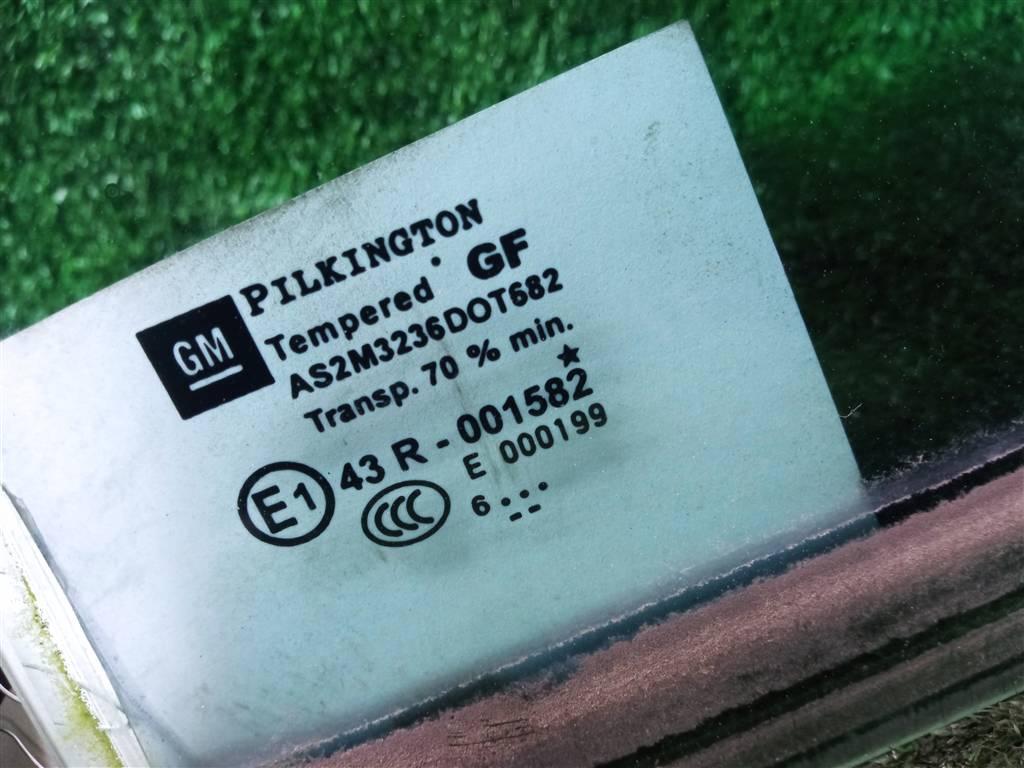 PILKINGTON
GM
Tempered GF
AS2M3236DOT682
Transp. 70 % min.
E1 43 R - 001582
CCC E 000199
6